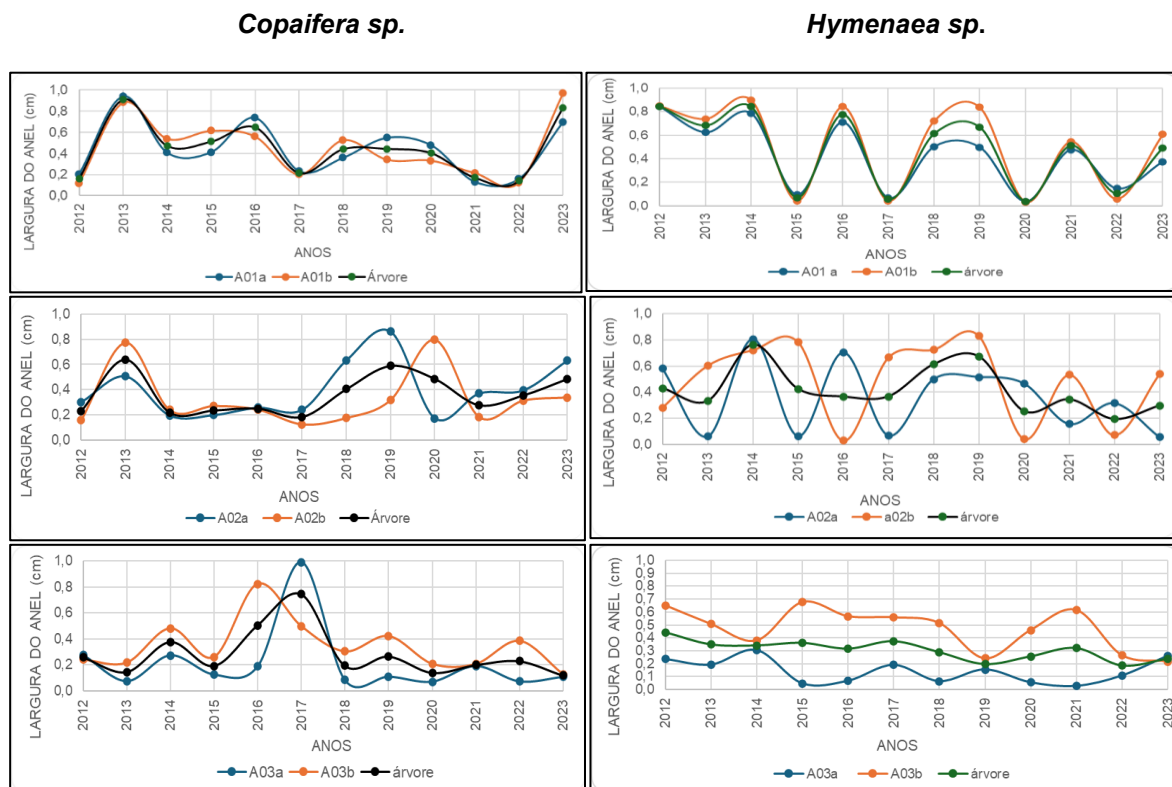 Copaifera sp.
Hymenaea sp.
LARGURA DO ANEL (cm)
1,0
0,8
0,6
0,4
0,2
0,0
2012 2013 2014 2015 2016 2017 2018 2019 2020 2021 2022 2023
ANOS
A01a A01b Árvore
LARGURA DO ANEL (cm)
1,0
0,8
0,6
0,4
0,2
0,0
2012 2013 2014 2015 2016 2017 2018 2019 2020 2021 2022 2023
ANOS
A01 a A01b árvore
LARGURA DO ANEL (cm)
1,0
0,8
0,6
0,4
0,2
0,0
2012 2013 2014 2015 2016 2017 2018 2019 2020 2021 2022 2023
ANOS
A02a A02b Árvore
LARGURA DO ANEL (cm)
1,0
0,8
0,6
0,4
0,2
0,0
2012 2013 2014 2015 2016 2017 2018 2019 2020 2021 2022 2023
ANOS
A02a a02b árvore
LARGURA DO ANEL (cm)
1,0
0,8
0,6
0,4
0,2
0,0
2012 2013 2014 2015 2016 2017 2018 2019 2020 2021 2022 2023
ANOS
A03a A03b árvore
LARGURA DO ANEL (cm)
1,0
0,9
0,8
0,7
0,6
0,5
0,4
0,3
0,2
0,1
0,0
2012 2013 2014 2015 2016 2017 2018 2019 2020 2021 2022 2023
ANOS
A03a A03b árvore